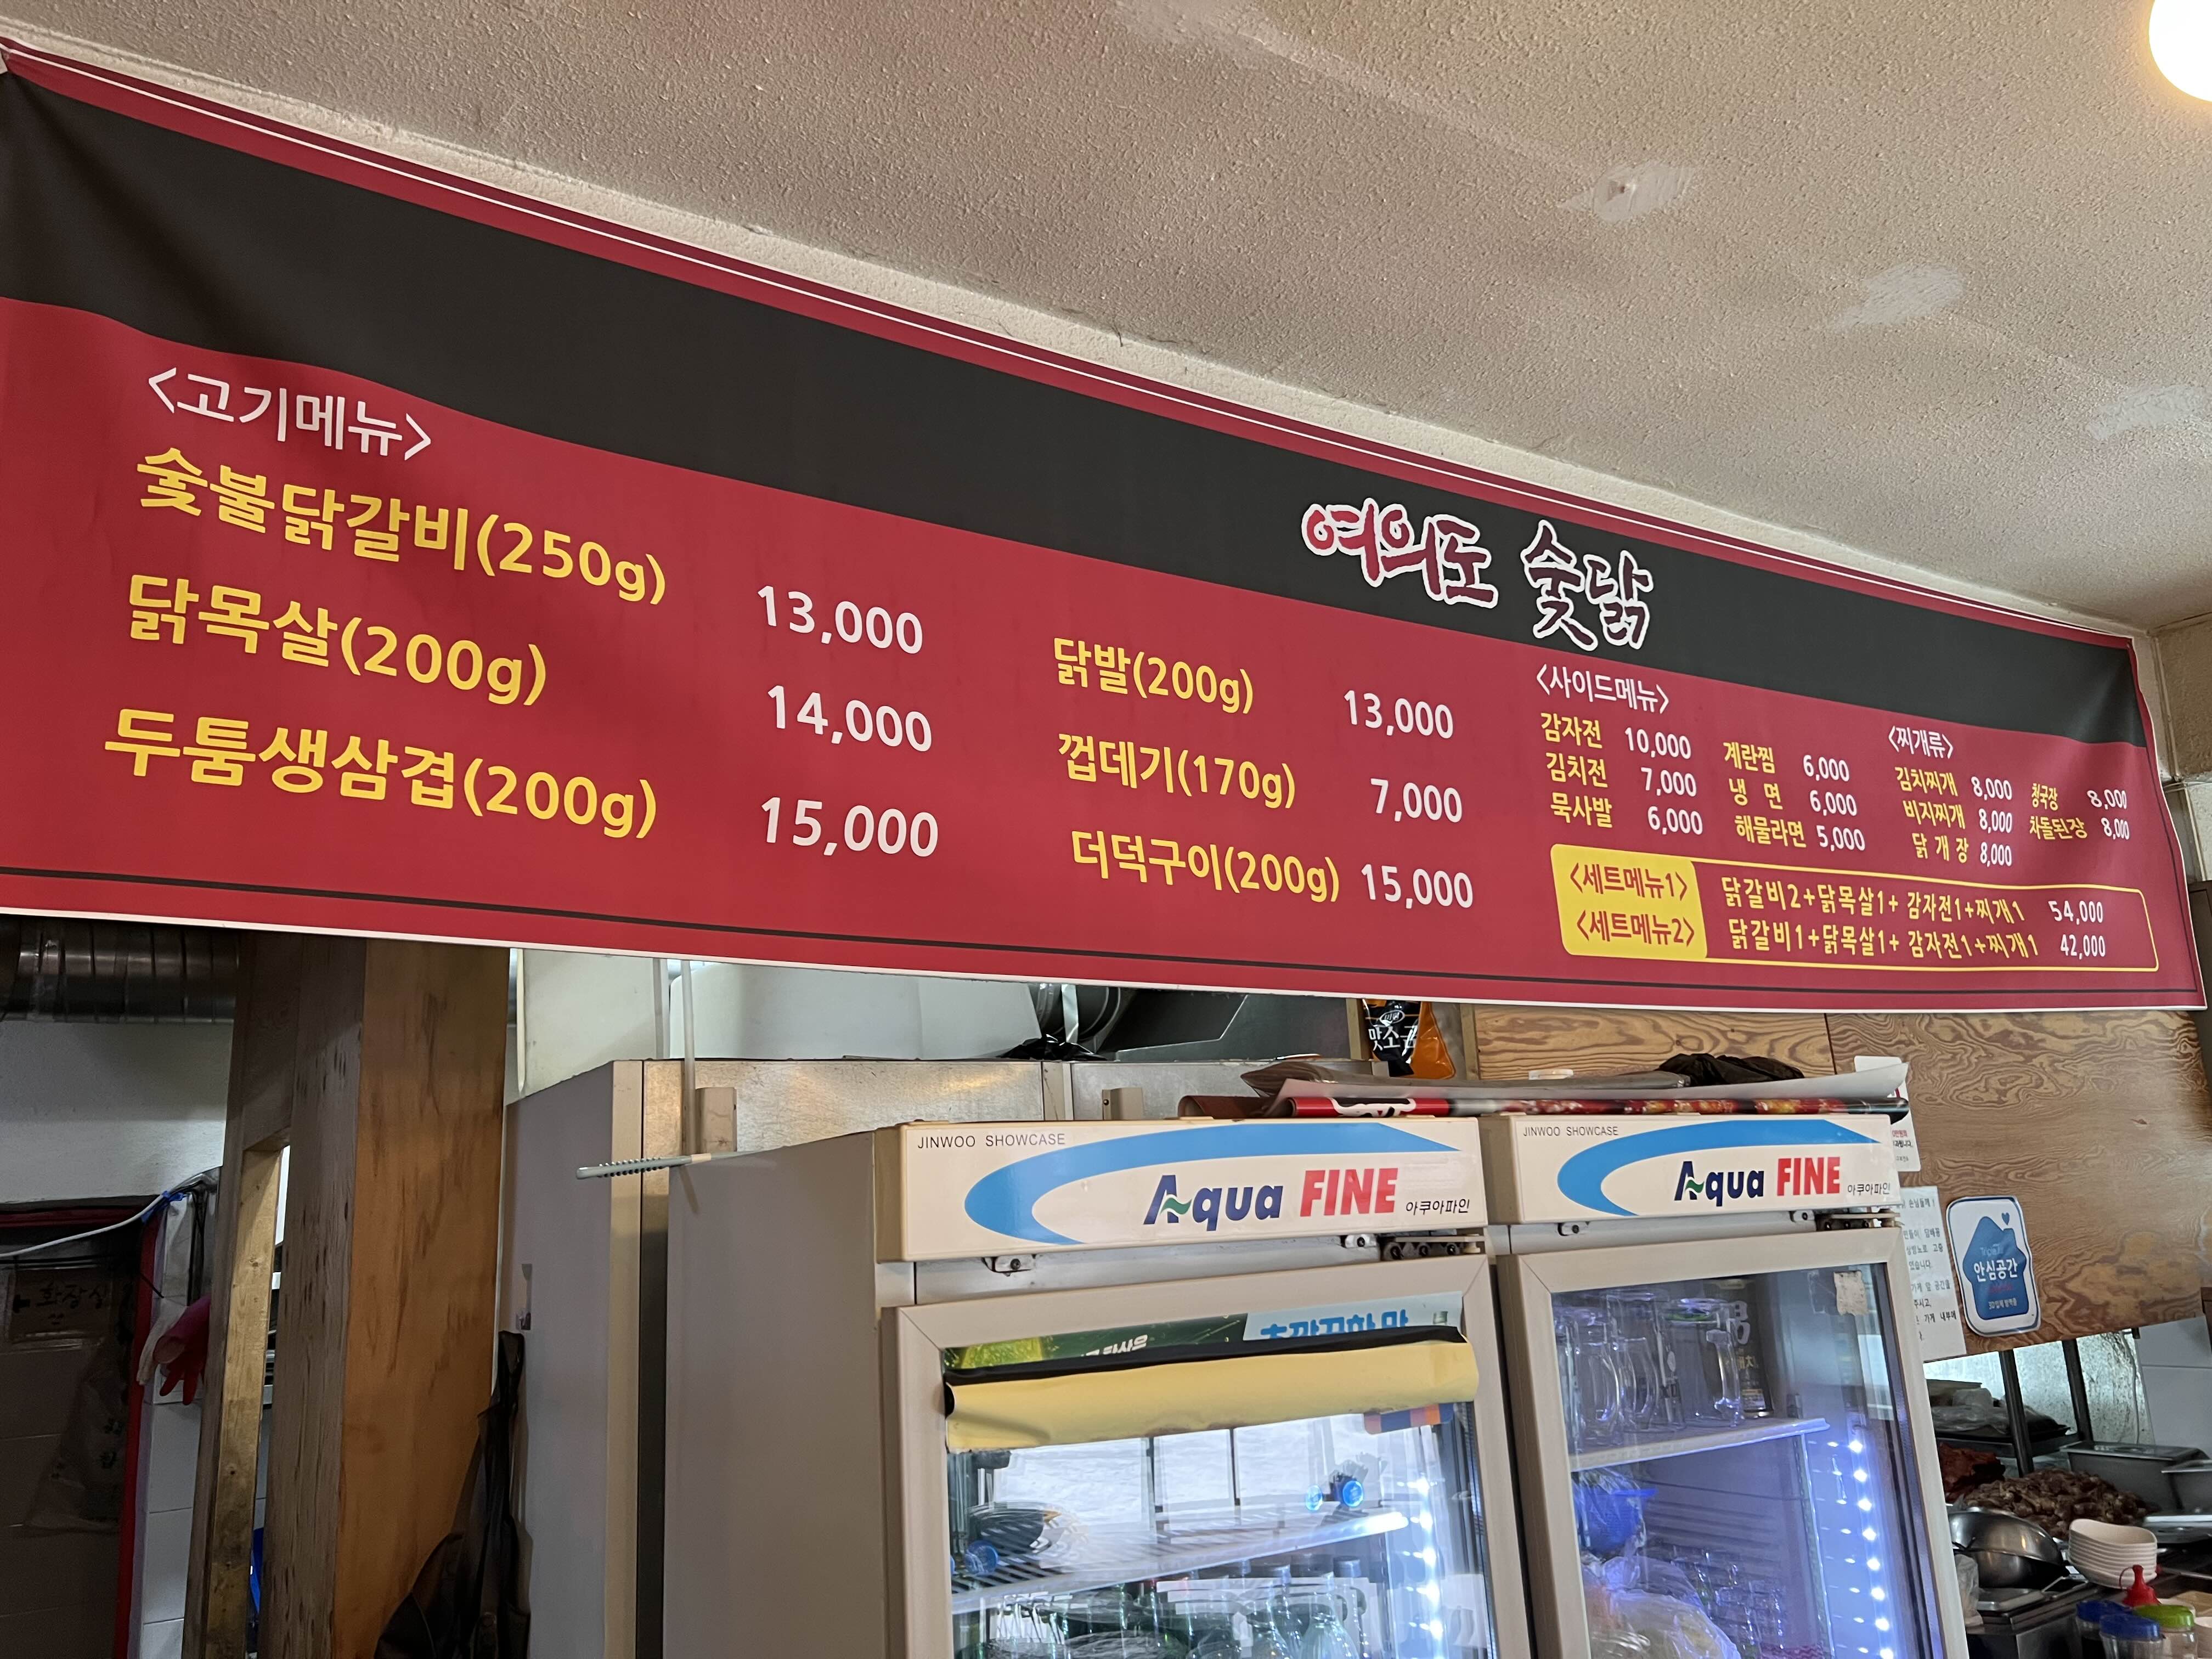 여의도 숯닭
<고기메뉴>
숯불닭갈비(250g) 13,000
닭목살(200g) 14,000
두툼생삼겹(200g) 15,000
닭발(200g) 13,000
껍데기(170g) 7,000
더덕구이(200g) 15,000
<사이드메뉴>
감자전 10,000
김치전 7,000
묵사발 6,000
계란찜 6,000
냉 면 6,000
해물라면 5,000
<찌개류>
김치찌개 8,000
비지찌개 8,000
닭 개 장 8,000
청국장 8,000
차돌된장 8,000
<세트메뉴1> 닭갈비2+닭목살1+ 감자전1+찌개1 54,000
<세트메뉴2> 닭갈비1+닭목살1+ 감자전1+찌개1 42,000
맛소금
JINWOO SHOWCASE
Aqua FINE 아쿠아파인
JINWOO SHOWCASE
Aqua FINE 아쿠아파인
안심공간
화장실